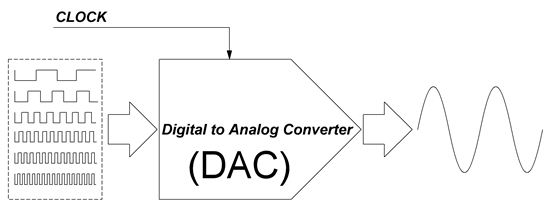 CLOCK
Digital to Analog Converter
(DAC)